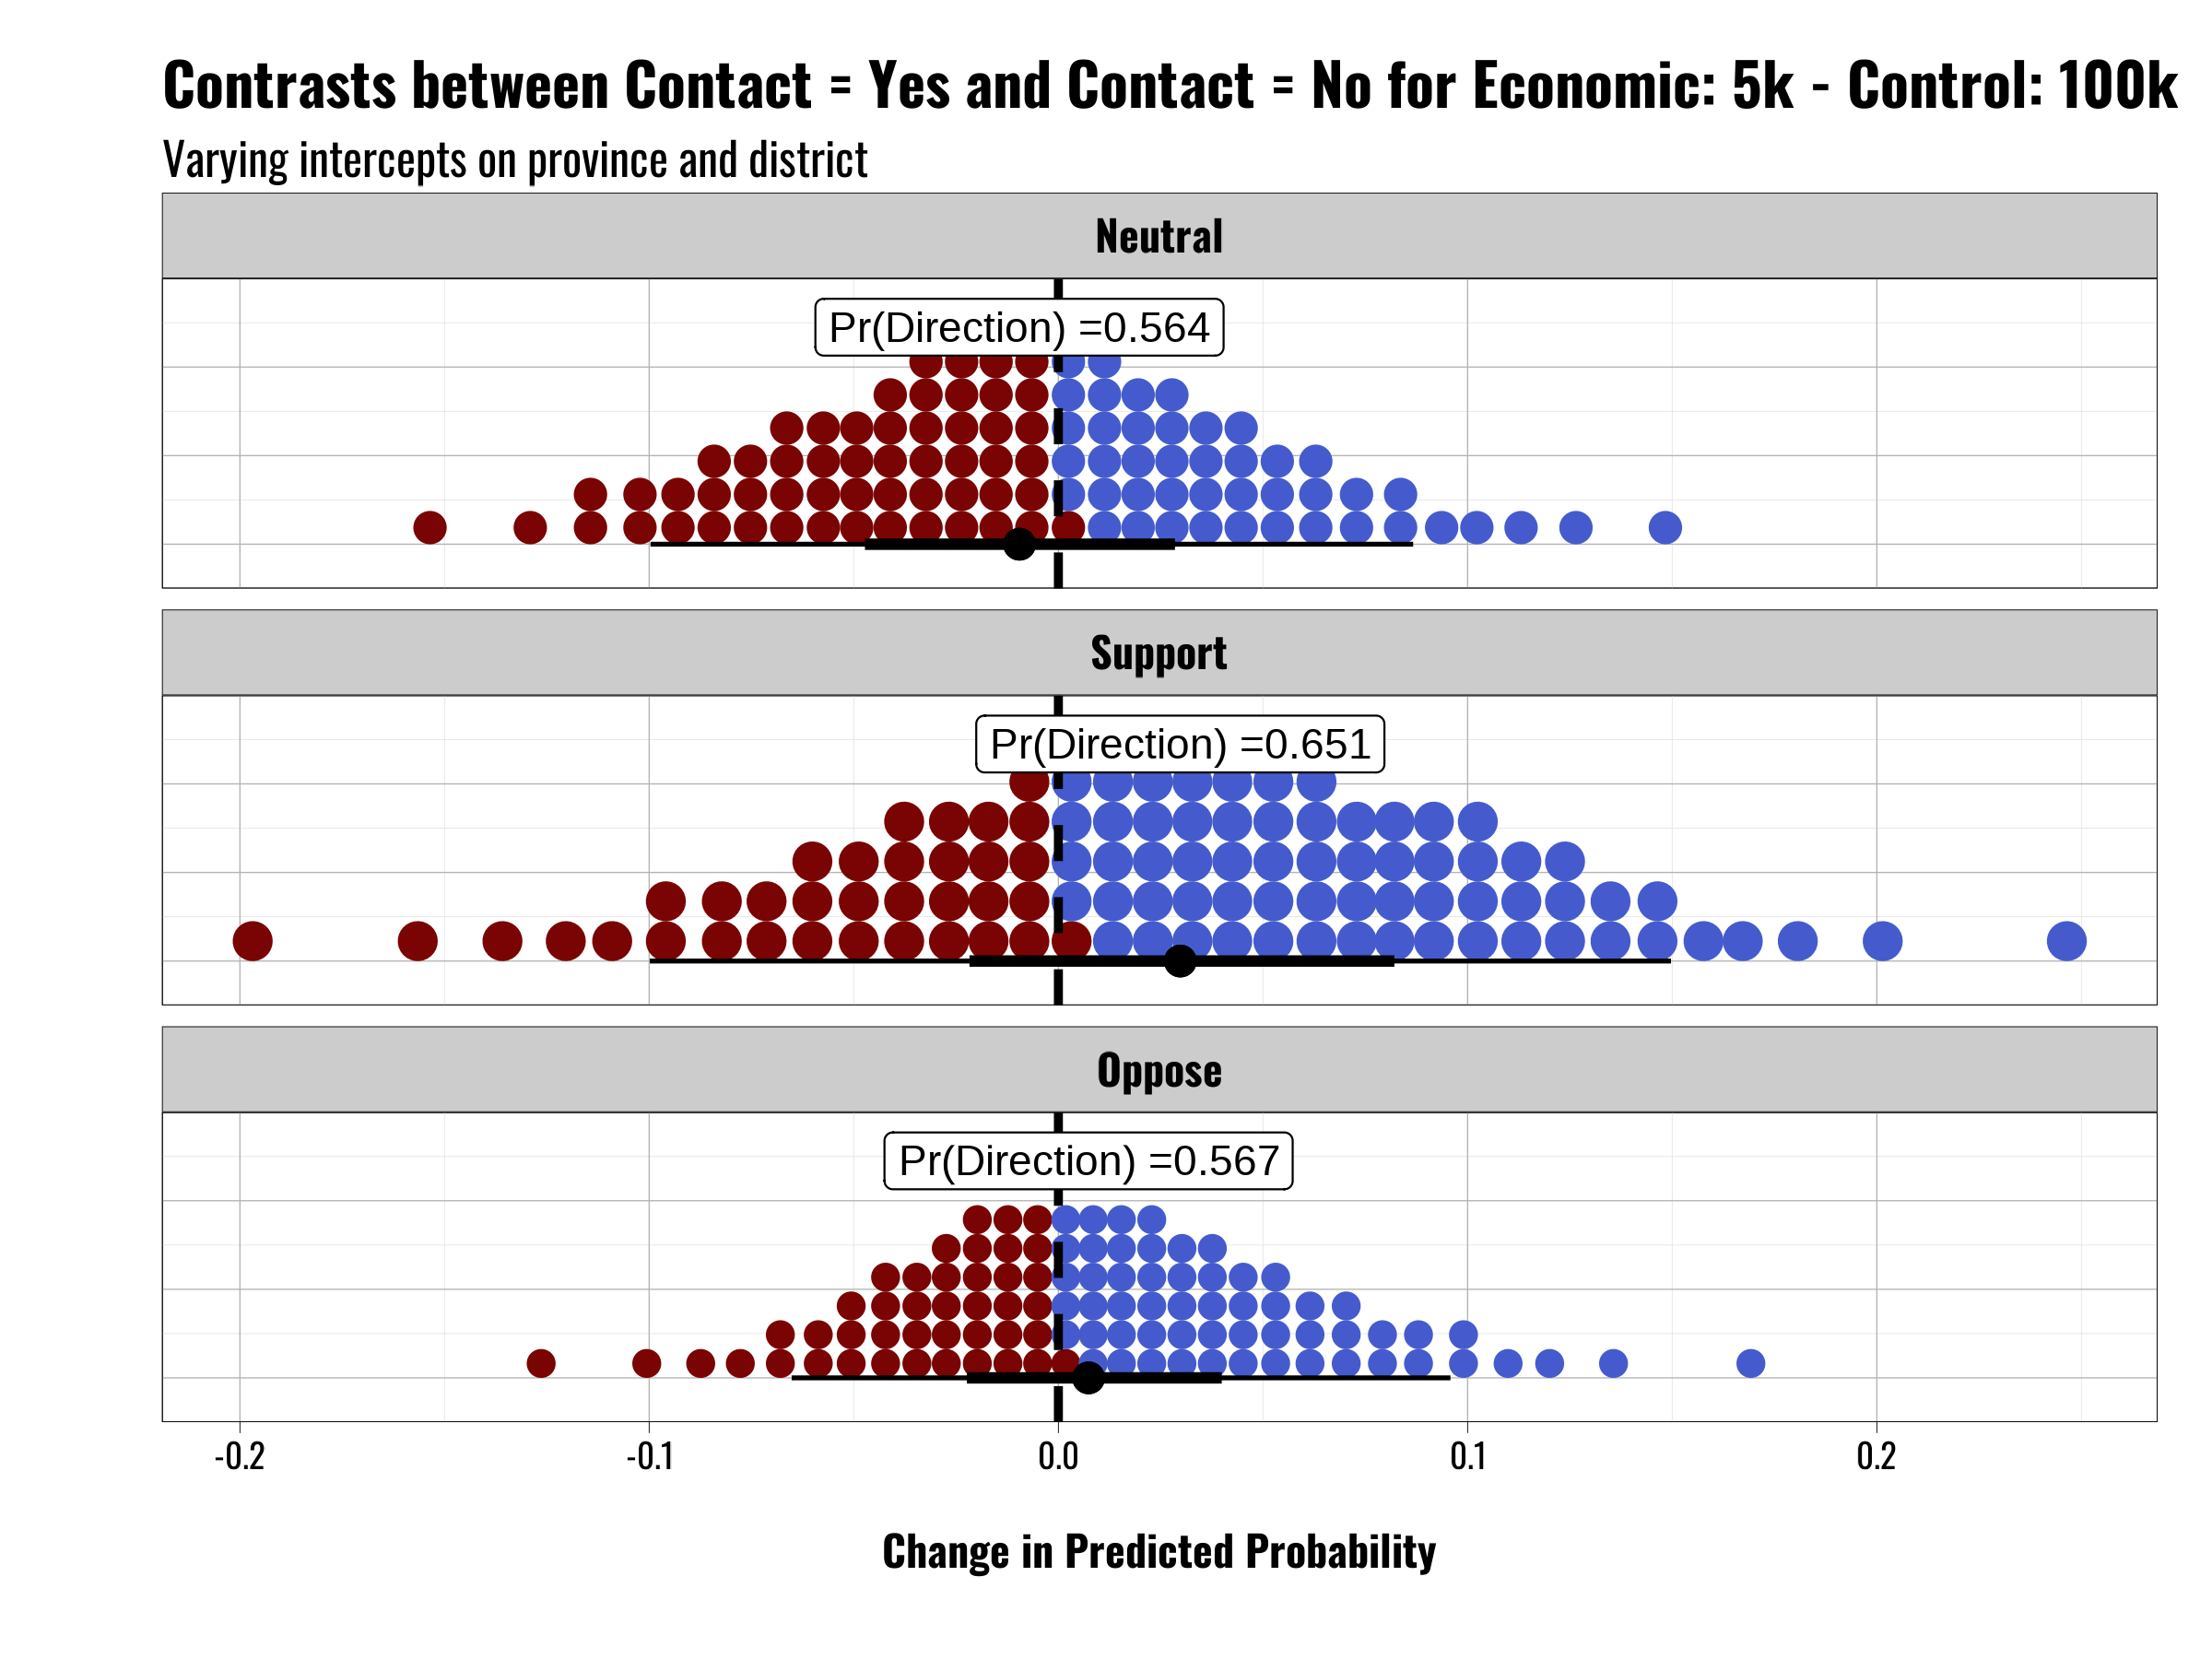 Contrasts between Contact = Yes and Contact = No for Economic: 5k - Control: 100k
Varying intercepts on province and district
Neutral
Pr(Direction) =0.564
Support
Pr(Direction) =0.651
Oppose
Pr(Direction) =0.567
-0.2 -0.1 0.0 0.1 0.2
Change in Predicted Probability